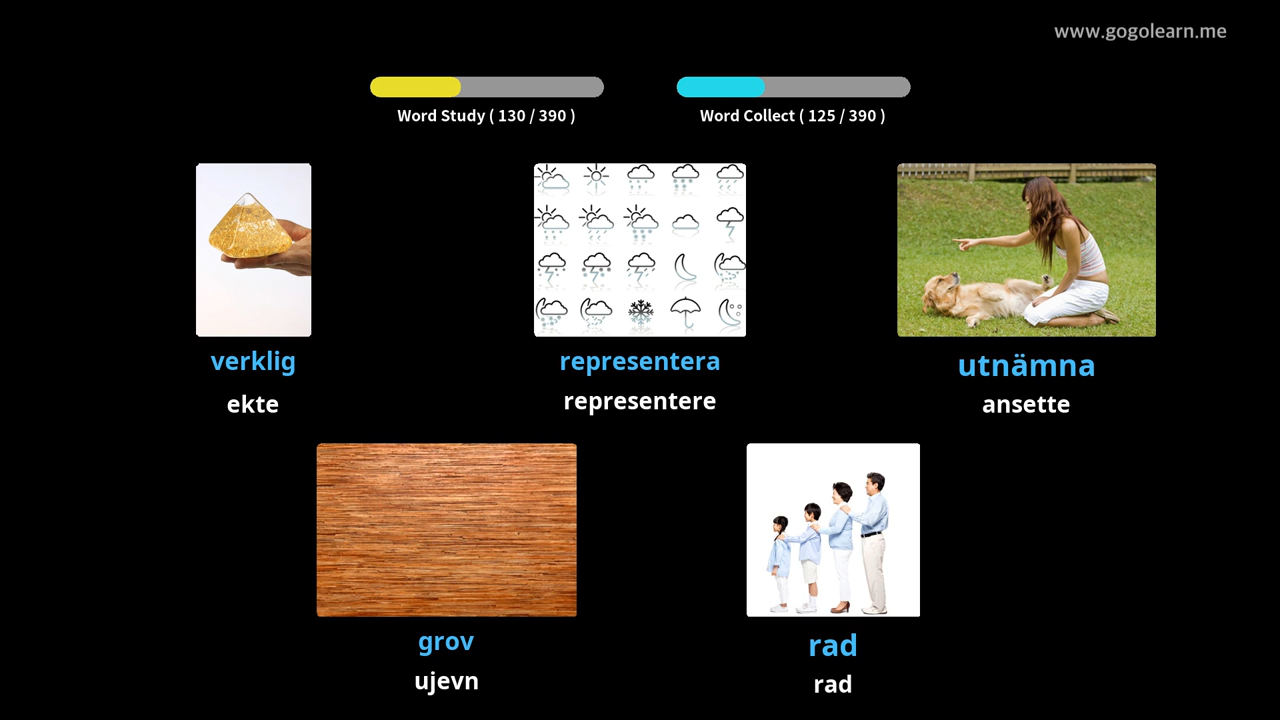 www.gogolearn.me
Word Study ( 130 / 390 )
Word Collect ( 125 / 390 )
verklig
ekte
representera
representere
utnämna
ansette
grov
ujevn
rad
rad